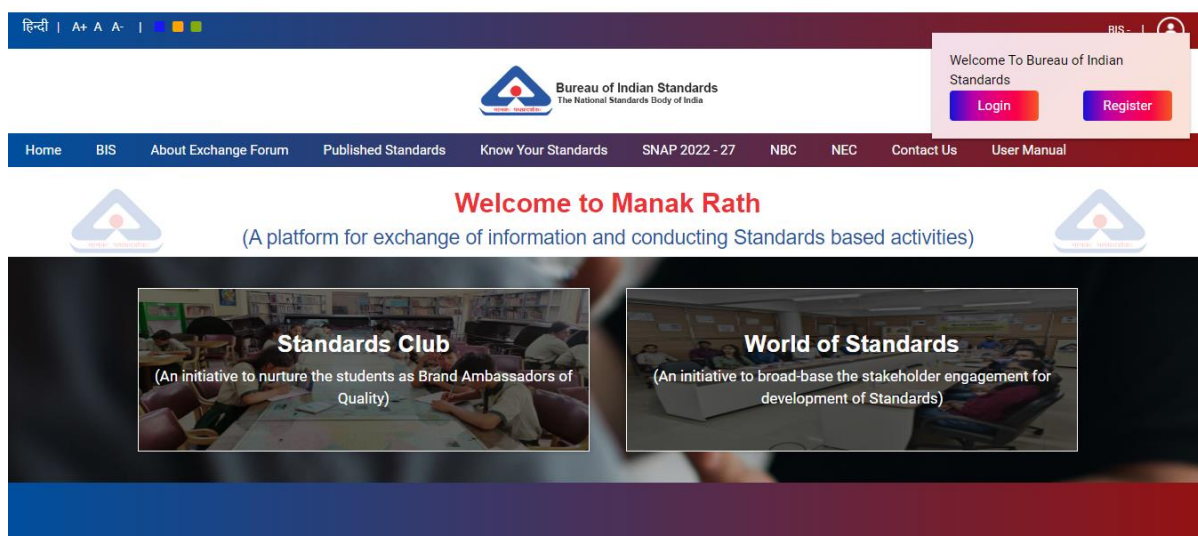 हिन्दी | A+ A A- |
BIS - |
Welcome To Bureau of Indian
Standards
Login Register
Bureau of Indian Standards
The National Standards Body of India
मानकः पथप्रदर्शकः
Home BIS About Exchange Forum Published Standards Know Your Standards SNAP 2022 - 27 NBC NEC Contact Us User Manual
Welcome to Manak Rath
(A platform for exchange of information and conducting Standards based activities)
Standards Club
(An initiative to nurture the students as Brand Ambassadors of
Quality)
World of Standards
(An initiative to broad-base the stakeholder engagement for
development of Standards)